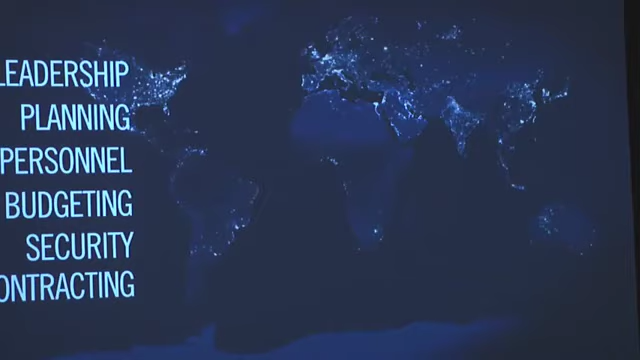 LEADERSHIP
PLANNING
PERSONNEL
BUDGETING
SECURITY
ONTRACTING